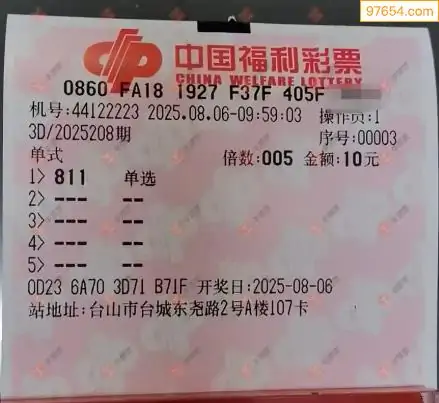 97654.com
中国福利彩票
CHINA WELFARE LOTTERY
0860 FA18 1927 F37F 405F
机号:44122223 2025.08.06-09:59:03 操作员:1
3D/2025208期 序号:00003
单式 倍数:005 金额:10元
1> 811 单选
2> --- --
3> --- --
4> --- --
5> --- --
0D23 6A70 3D71 B71F 开奖日:2025-08-06
站地址:台山市台城东尧路2号A楼107卡